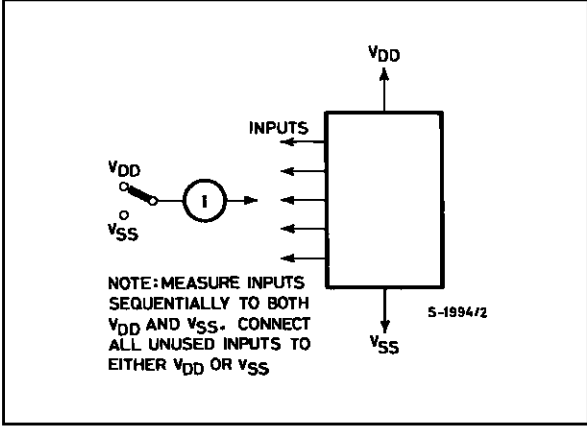 VDD
INPUTS
VDD
I
VSS
NOTE: MEASURE INPUTS
SEQUENTIALLY TO BOTH
VDD AND VSS. CONNECT
ALL UNUSED INPUTS TO
EITHER VDD OR VSS
S-1994/2
VSS